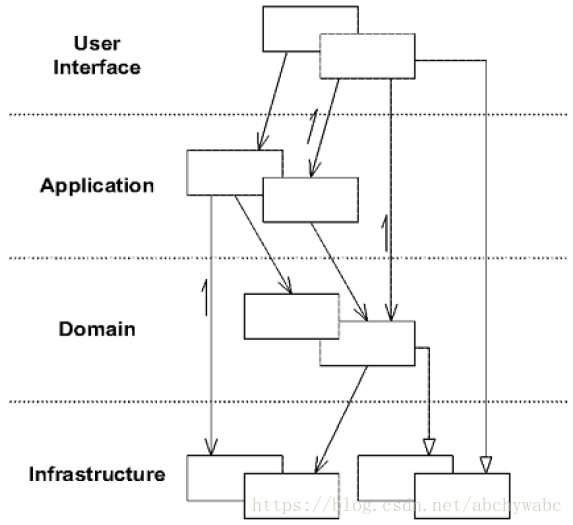 User
Interface
Application
Domain
Infrastructure
https://blog.csdn.net/abchywabc